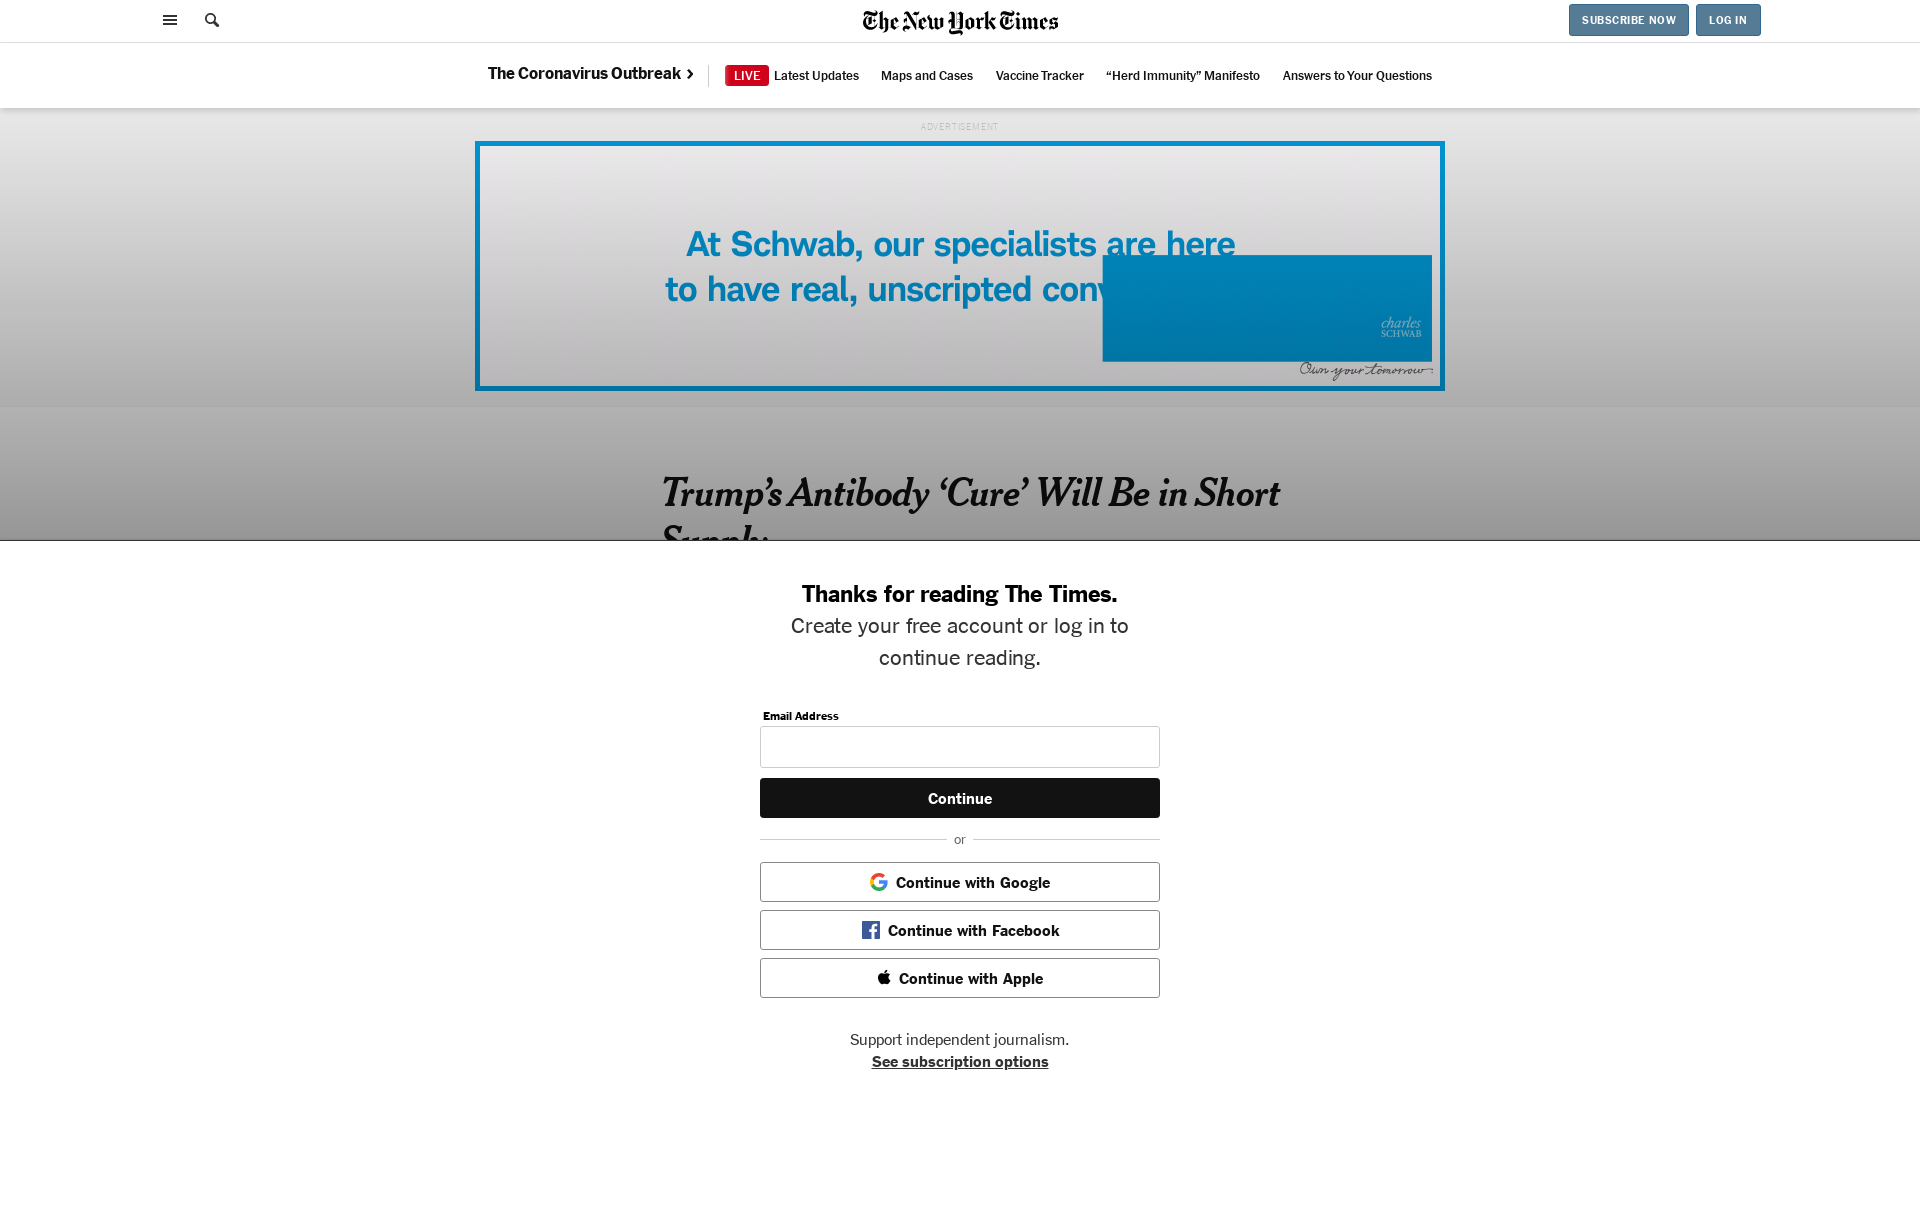 The New York Times
SUBSCRIBE NOW
LOG IN
The Coronavirus Outbreak
LIVE Latest Updates
Maps and Cases
Vaccine Tracker
“Herd Immunity” Manifesto
Answers to Your Questions
ADVERTISEMENT
At Schwab, our specialists are here
to have real, unscripted conv
charles
SCHWAB
Own your tomorrow.
Trump’s Antibody ‘Cure’ Will Be in Short
Supply
Thanks for reading The Times.
Create your free account or log in to
continue reading.
Email Address
Continue
or
Continue with Google
Continue with Facebook
Continue with Apple
Support independent journalism.
See subscription options